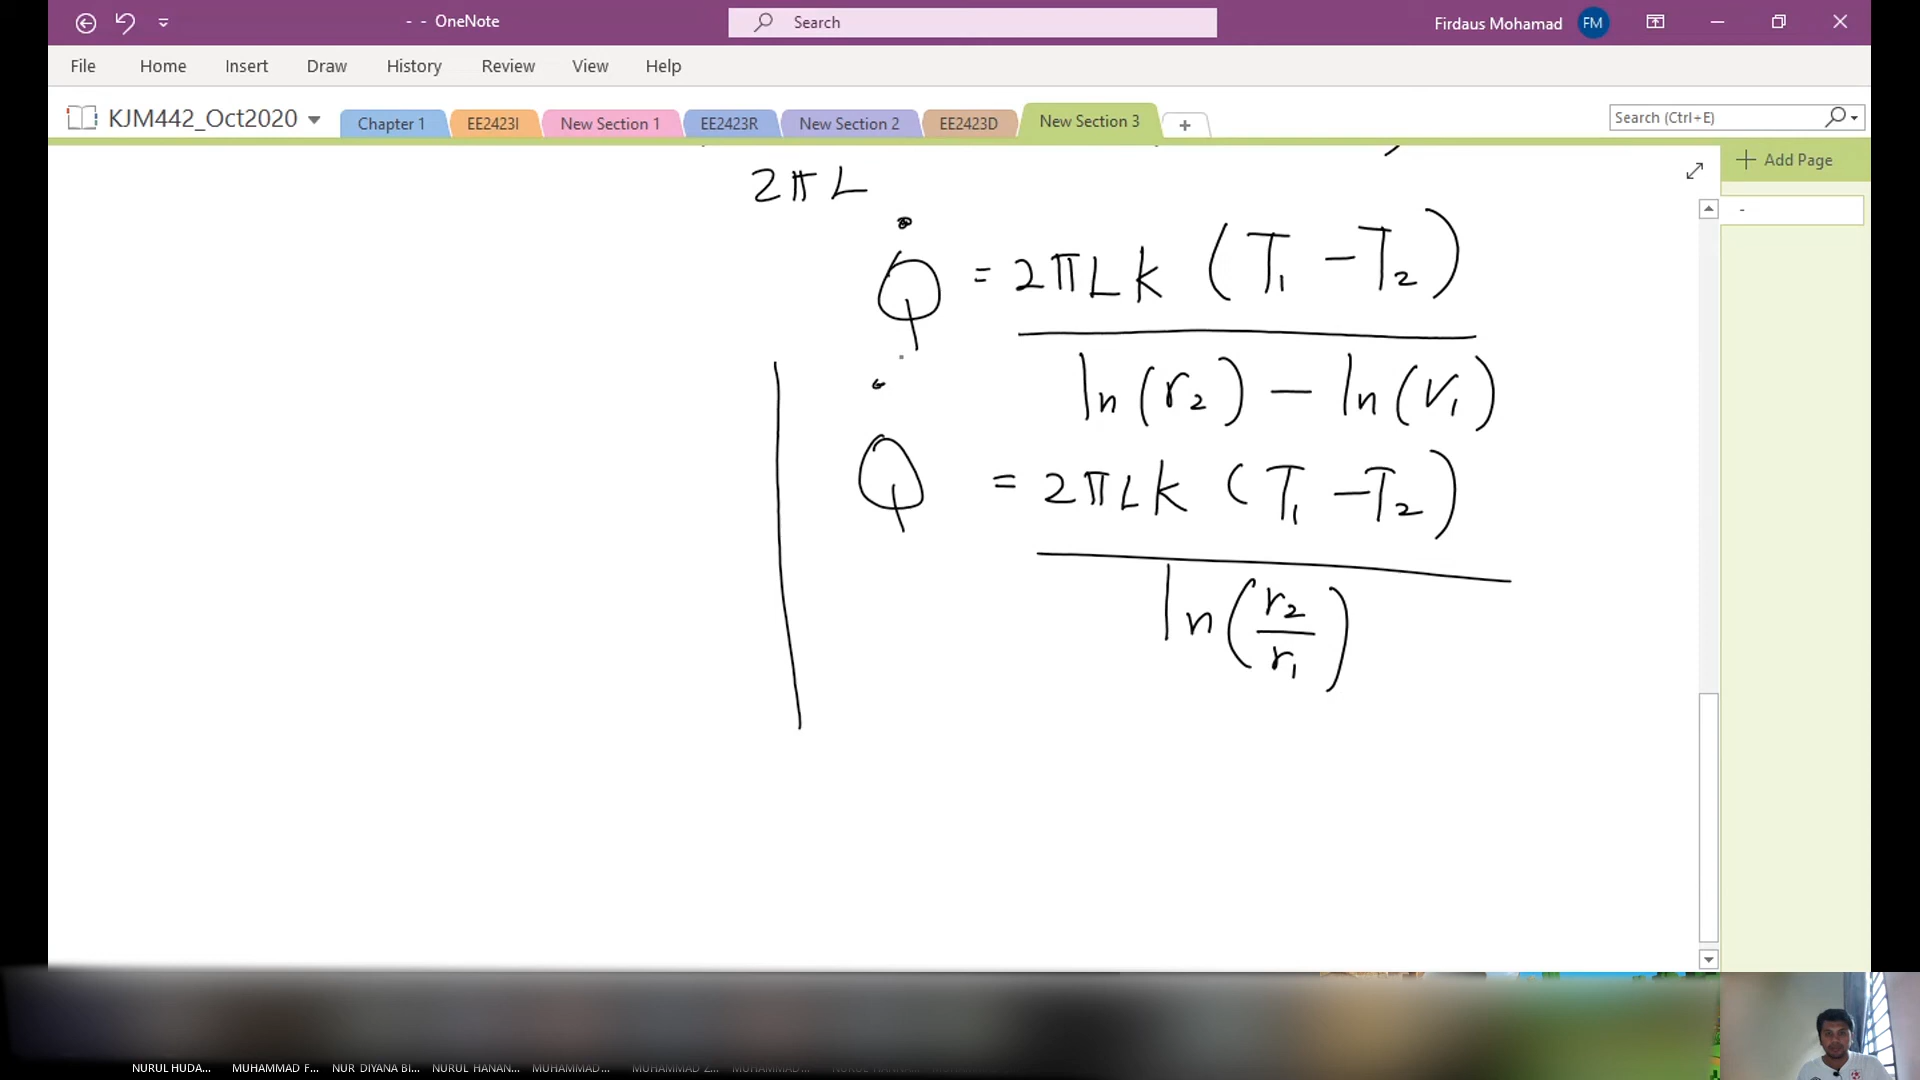 - - OneNote
Search
Firdaus Mohamad FM
File Home Insert Draw History Review View Help
KJM442_Oct2020 Chapter 1 EE2423I New Section 1 EE2423R New Section 2 EE2423D New Section 3 +
Search (Ctrl+E)
Add Page
-
2πL
Q̇ = 2πLk (T₁ - T₂)
ln(r₂) - ln(r₁)
Q̇ = 2πLk (T₁ - T₂)
ln(r₂/r₁)
NURUL HUDA... MUHAMMAD F... NUR DIYANA BI... NURUL HANAN... MUHAMMAD... MUHAMMAD Z... MUHAMMAD...